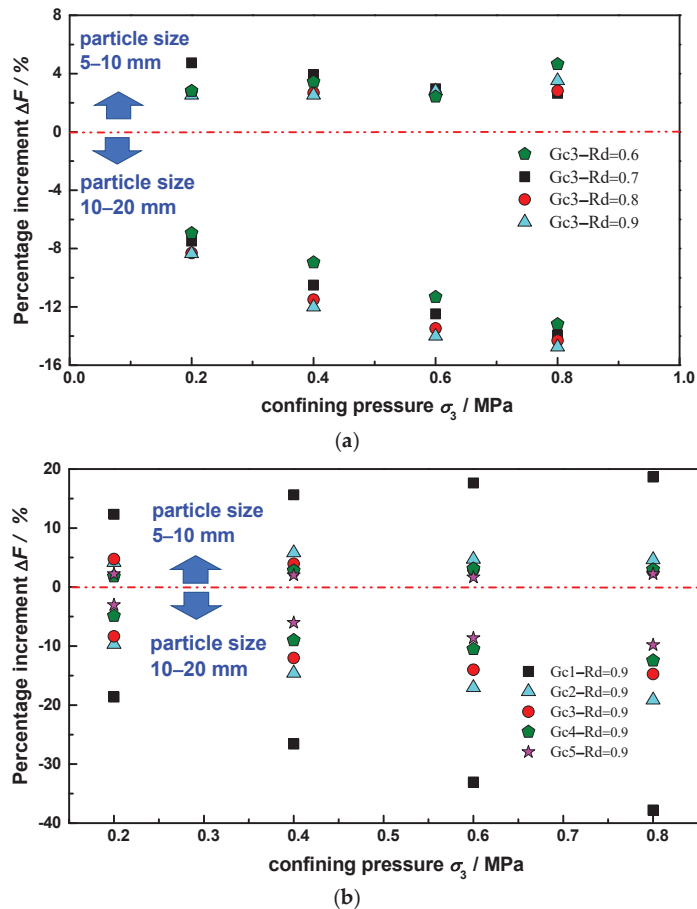 8
4
0
-4
-8
-12
-16
Percentage increment ΔF / %
particle size
5–10 mm
particle size
10–20 mm
Gc3–Rd=0.6
Gc3–Rd=0.7
Gc3–Rd=0.8
Gc3–Rd=0.9
0.0 0.2 0.4 0.6 0.8 1.0
confining pressure σ3 / MPa
(a)
20
10
0
-10
-20
-30
-40
Percentage increment ΔF / %
particle size
5–10 mm
particle size
10–20 mm
Gc1–Rd=0.9
Gc2–Rd=0.9
Gc3–Rd=0.9
Gc4–Rd=0.9
Gc5–Rd=0.9
0.2 0.3 0.4 0.5 0.6 0.7 0.8
confining pressure σ3 / MPa
(b)